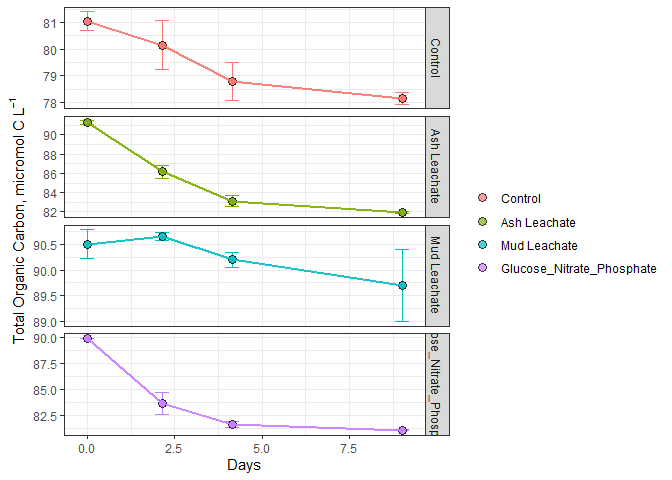 Total Organic Carbon, micromol C L⁻¹
81
80
79
78
Control
90
88
86
84
82
Ash Leachate
90.5
90.0
89.5
89.0
Mud Leachate
90.0
87.5
85.0
82.5
ose_Nitrate_Phosp
0.0 2.5 5.0 7.5
Days
Control
Ash Leachate
Mud Leachate
Glucose_Nitrate_Phosphate